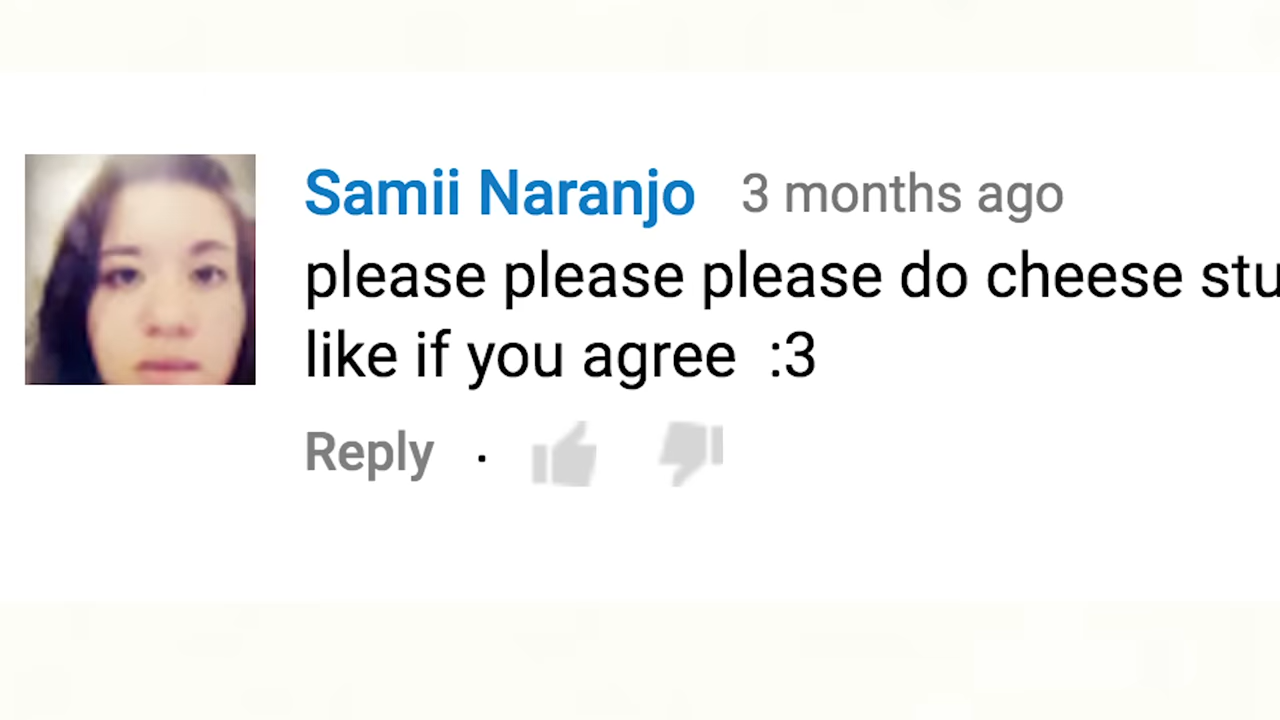 Samii Naranjo 3 months ago
please please please do cheese
like if you agree :3
Reply ·